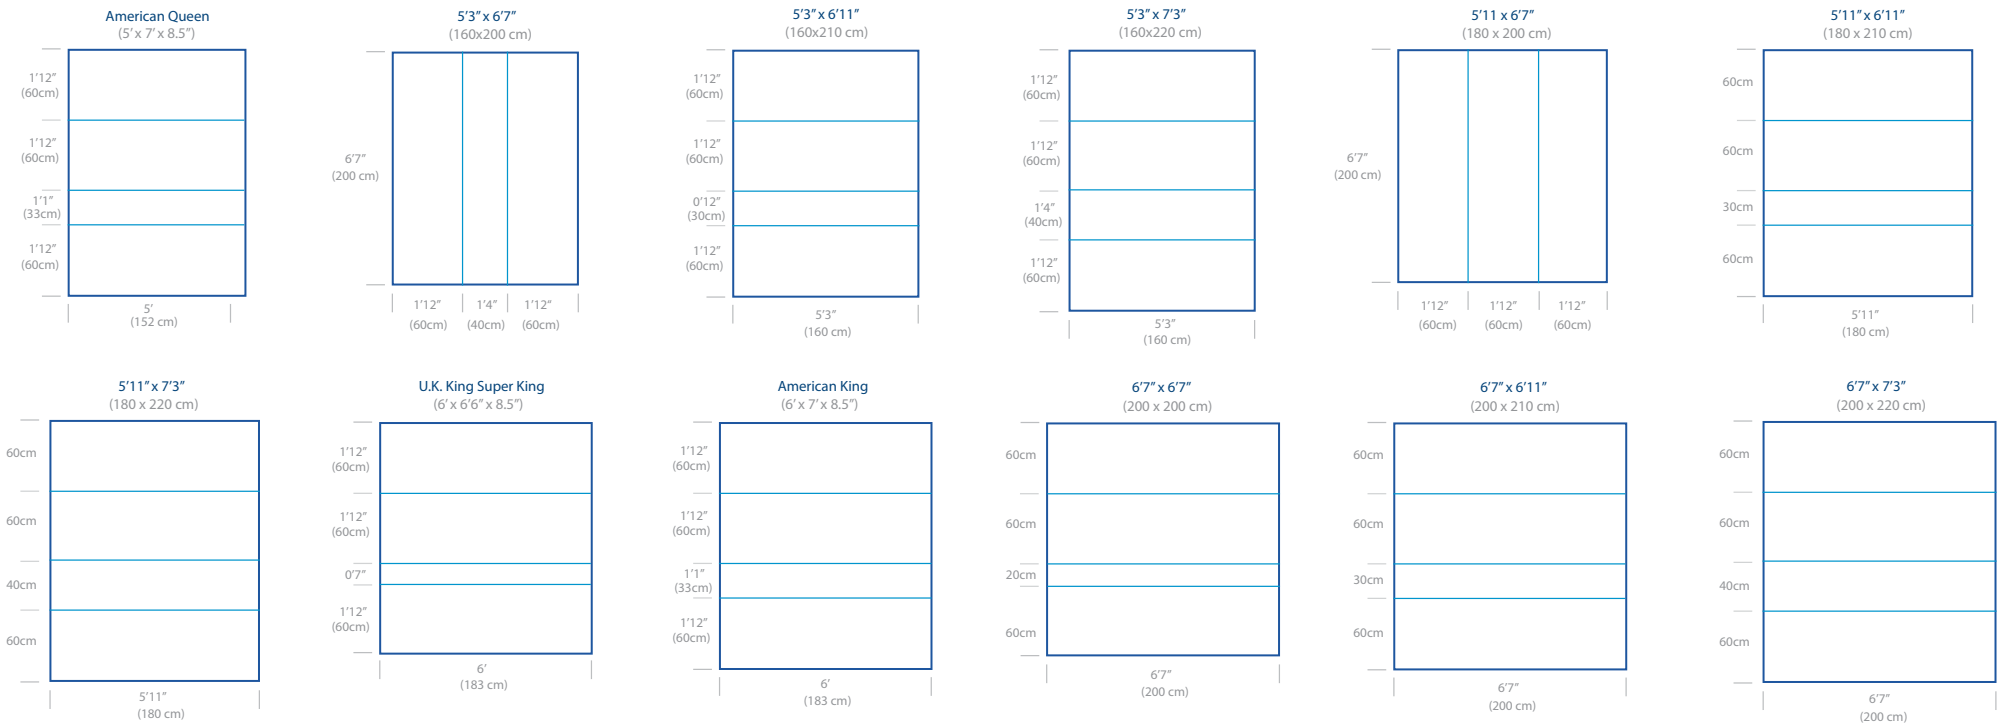 American Queen
(5' x 7' x 8.5")
1'12"
(60cm)
1'12"
(60cm)
1'1"
(33cm)
1'12"
(60cm)
5'
(152 cm)
5'3" x 6'7"
(160x200 cm)
6'7"
(200 cm)
1'12"
(60cm)
1'4"
(40cm)
1'12"
(60cm)
5'3" x 6'11"
(160x210 cm)
1'12"
(60cm)
1'12"
(60cm)
0'12"
(30cm)
1'12"
(60cm)
5'3"
(160 cm)
5'3" x 7'3"
(160x220 cm)
1'12"
(60cm)
1'12"
(60cm)
1'4"
(40cm)
1'12"
(60cm)
5'3"
(160 cm)
5'11 x 6'7"
(180 x 200 cm)
6'7"
(200 cm)
1'12"
(60cm)
1'12"
(60cm)
1'12"
(60cm)
5'11" x 6'11"
(180 x 210 cm)
60cm
60cm
30cm
60cm
5'11"
(180 cm)
5'11" x 7'3"
(180 x 220 cm)
60cm
60cm
40cm
60cm
5'11"
(180 cm)
U.K. King Super King
(6' x 6'6" x 8.5")
1'12"
(60cm)
1'12"
(60cm)
0'7"
1'12"
(60cm)
6'
(183 cm)
American King
(6' x 7' x 8.5")
1'12"
(60cm)
1'12"
(60cm)
1'1"
(33cm)
1'12"
(60cm)
6'
(183 cm)
6'7" x 6'7"
(200 x 200 cm)
60cm
60cm
20cm
60cm
6'7"
(200 cm)
6'7" x 6'11"
(200 x 210 cm)
60cm
60cm
30cm
60cm
6'7"
(200 cm)
6'7" x 7'3"
(200 x 220 cm)
60cm
60cm
40cm
60cm
6'7"
(200 cm)